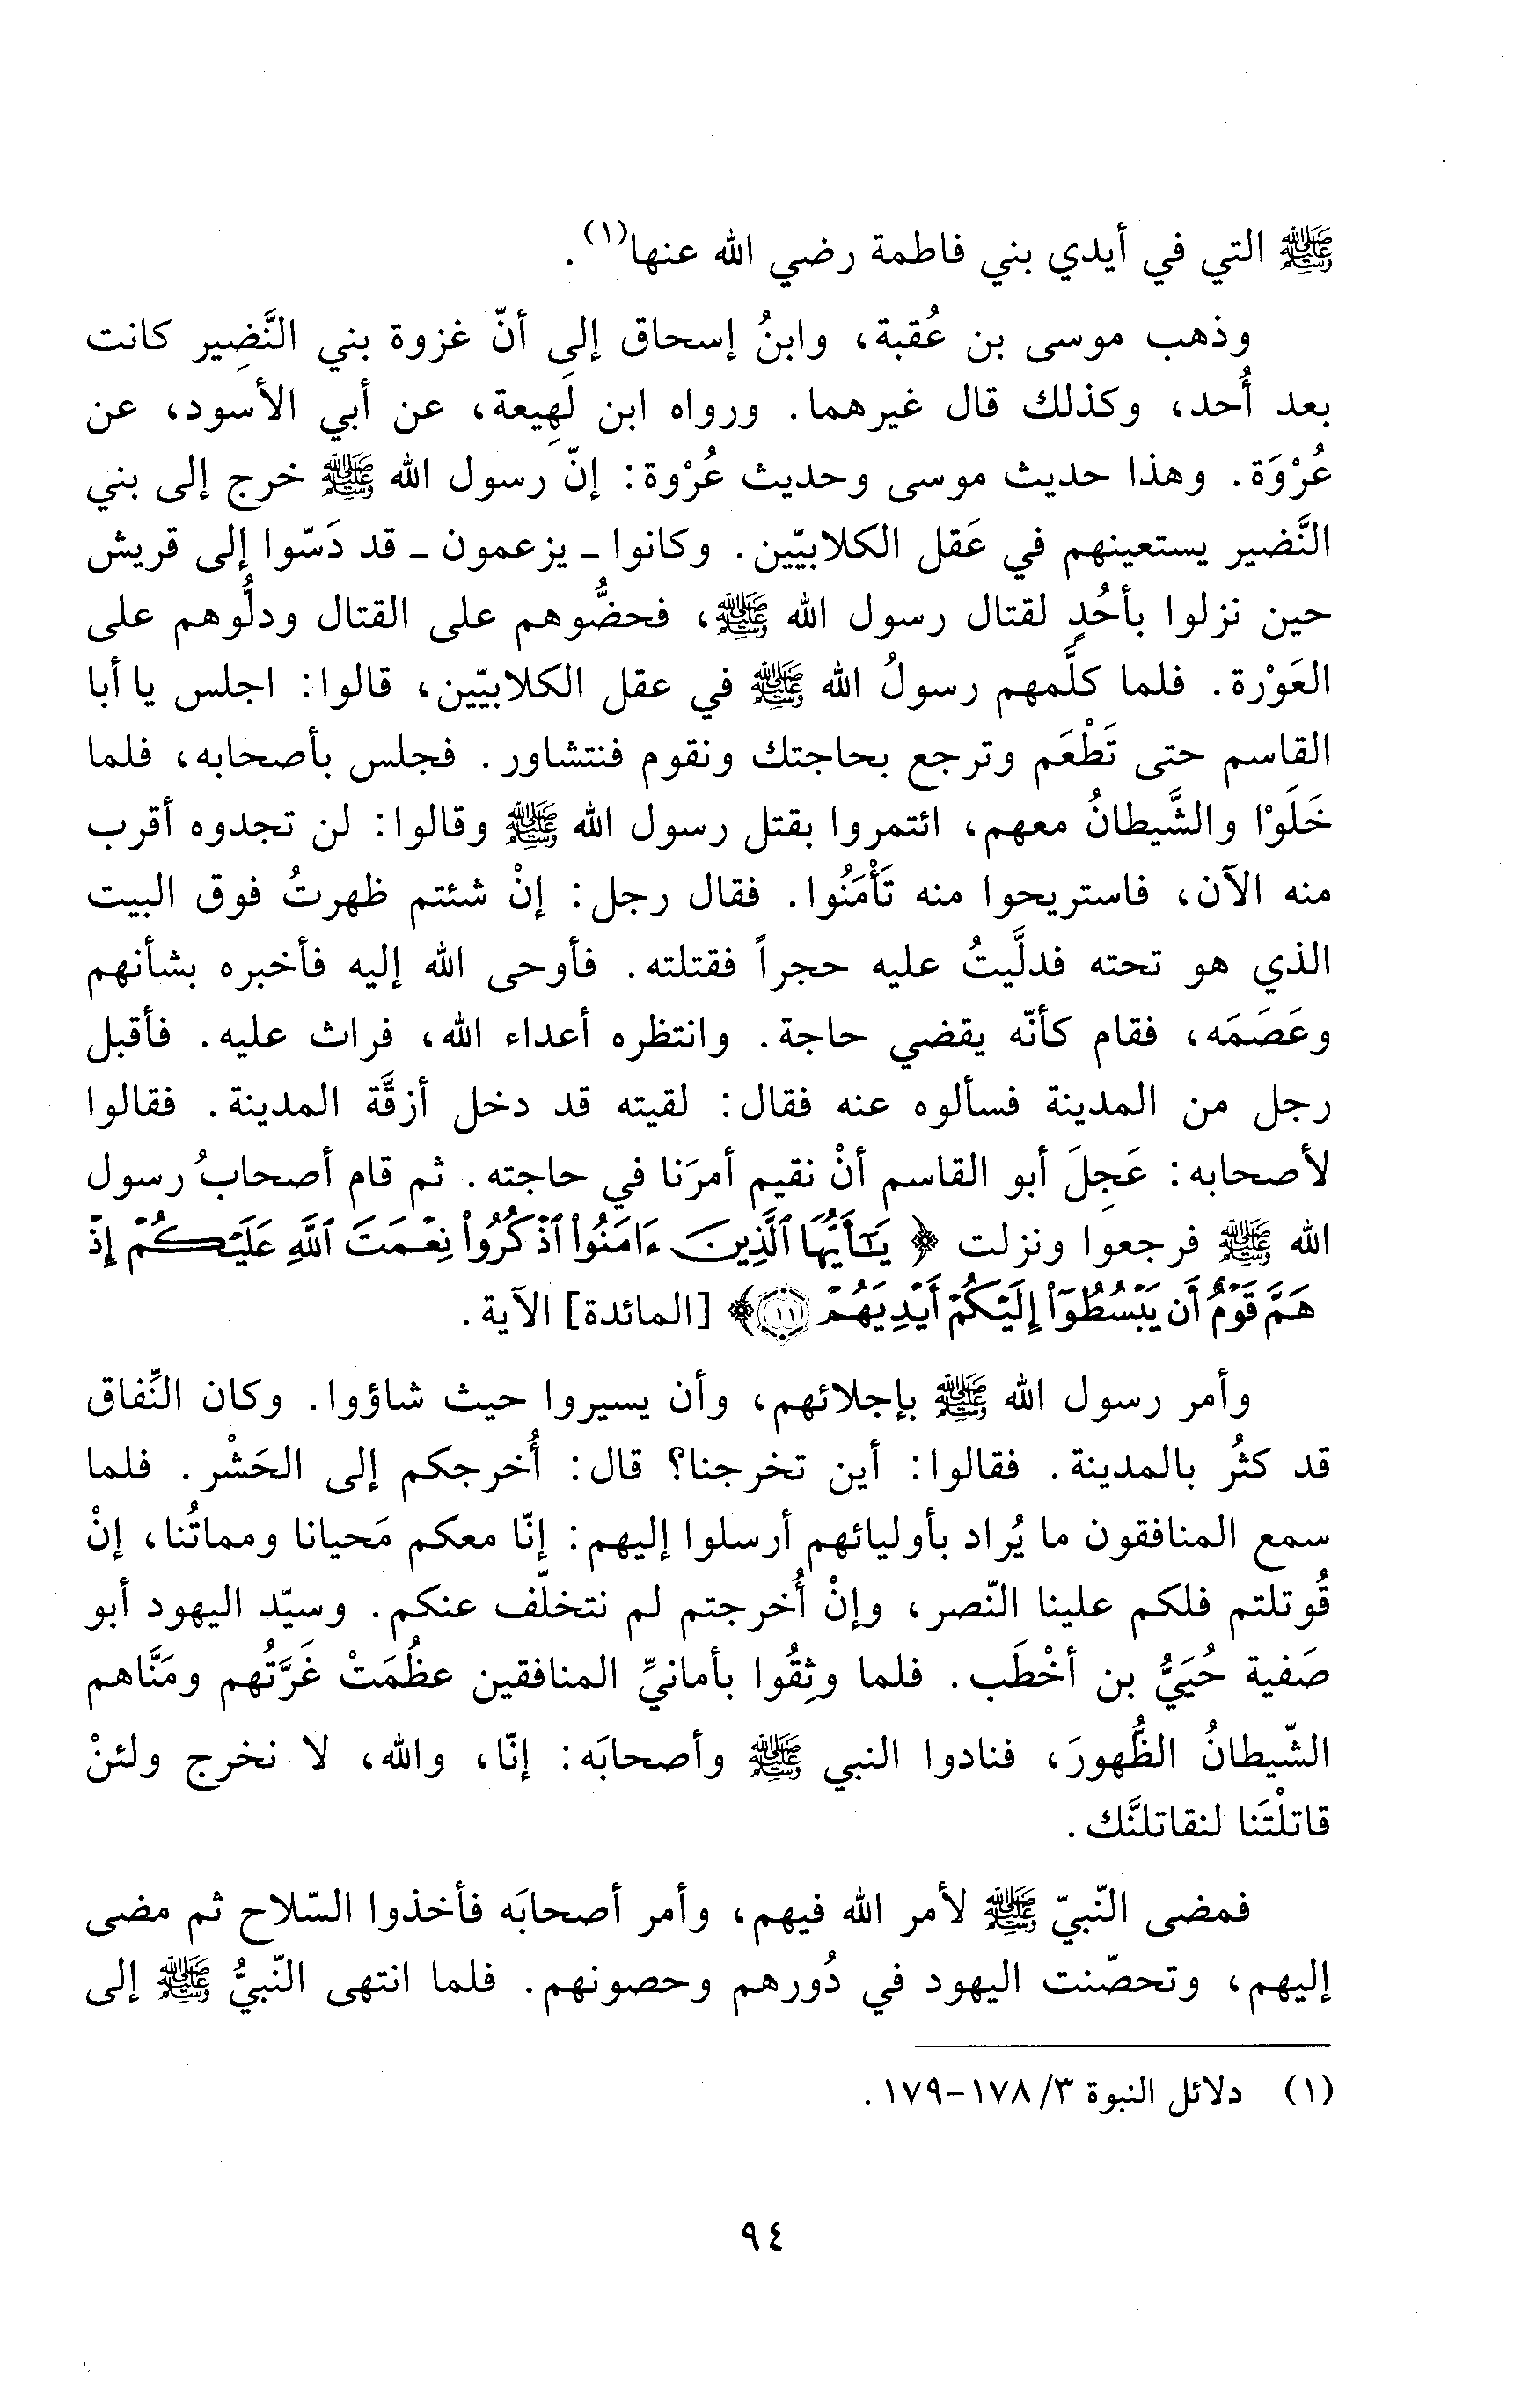 ﷺ التي في أيدي بني فاطمة رضي الله عنها(١).
وذهب موسى بن عُقبة، وابنُ إسحاق إلى أنّ غزوة بني النَّضِير كانت
بعد أُحد، وكذلك قال غيرهما. ورواه ابن لَهِيعة، عن أبي الأسود، عن
عُرْوَة. وهذا حديث موسى وحديث عُرْوة: إنّ رسول الله ﷺ خرج إلى بني
النَّضير يستعينهم في عَقل الكلابيّين. وكانوا ـ يزعمون ـ قد دَسّوا إلى قريش
حين نزلوا بأحُدٍ لقتال رسول الله ﷺ، فحضُّوهم على القتال ودلُّوهم على
العَوْرة. فلما كلَّمهم رسولُ الله ﷺ في عقل الكلابيّين، قالوا: اجلس يا أبا
القاسم حتى تَطْعَم وترجع بحاجتك ونقوم فنتشاور. فجلس بأصحابه، فلما
خَلَوْا والشَّيطانُ معهم، ائتمروا بقتل رسول الله ﷺ وقالوا: لن تجدوه أقرب
منه الآن، فاستريحوا منه تَأْمَنُوا. فقال رجل: إنْ شئتم ظهرتُ فوق البيت
الذي هو تحته فدلَّيتُ عليه حجراً فقتلته. فأوحى الله إليه فأخبره بشأنهم
وعَصَمَه، فقام كأنّه يقضي حاجة. وانتظره أعداء الله، فراث عليه. فأقبل
رجل من المدينة فسألوه عنه فقال: لقيته قد دخل أزقَّة المدينة. فقالوا
لأصحابه: عَجِلَ أبو القاسم أنْ نقيم أمرَنا في حاجته. ثم قام أصحابُ رسول
الله ﷺ فرجعوا ونزلت ﴿ يَٰٓأَيُّهَا ٱلَّذِينَ ءَامَنُوا۟ ٱذْكُرُوا۟ نِعْمَتَ ٱللَّهِ عَلَيْكُمْ إِذْ
هَمَّ قَوْمٌ أَن يَبْسُطُوٓا۟ إِلَيْكُمْ أَيْدِيَهُمْ ۝١١﴾ [المائدة] الآية.
وأمر رسول الله ﷺ بإجلائهم، وأن يسيروا حيث شاؤوا. وكان النِّفاق
قد كثُر بالمدينة. فقالوا: أين تخرجنا؟ قال: أُخرجكم إلى الحَشْر. فلما
سمع المنافقون ما يُراد بأوليائهم أرسلوا إليهم: إنّا معكم مَحيانا ومماتُنا، إنْ
قُوتلتم فلكم علينا النّصر، وإنْ أُخرجتم لم نتخلّف عنكم. وسيّد اليهود أبو
صَفية حُيَيُّ بن أخْطَب. فلما وثِقُوا بأمانيِّ المنافقين عظُمَتْ غَرَّتُهم ومَنَّاهم
الشّيطانُ الظُّهورَ، فنادوا النبي ﷺ وأصحابَه: إنّا، والله، لا نخرج ولئنْ
قاتلْتَنا لنقاتلنَّك.
فمضى النّبيّ ﷺ لأمر الله فيهم، وأمر أصحابَه فأخذوا السّلاح ثم مضى
إليهم، وتحصّنت اليهود في دُورهم وحصونهم. فلما انتهى النّبيُّ ﷺ إلى
(١) دلائل النبوة ٣/ ١٧٨-١٧٩.
٩٤